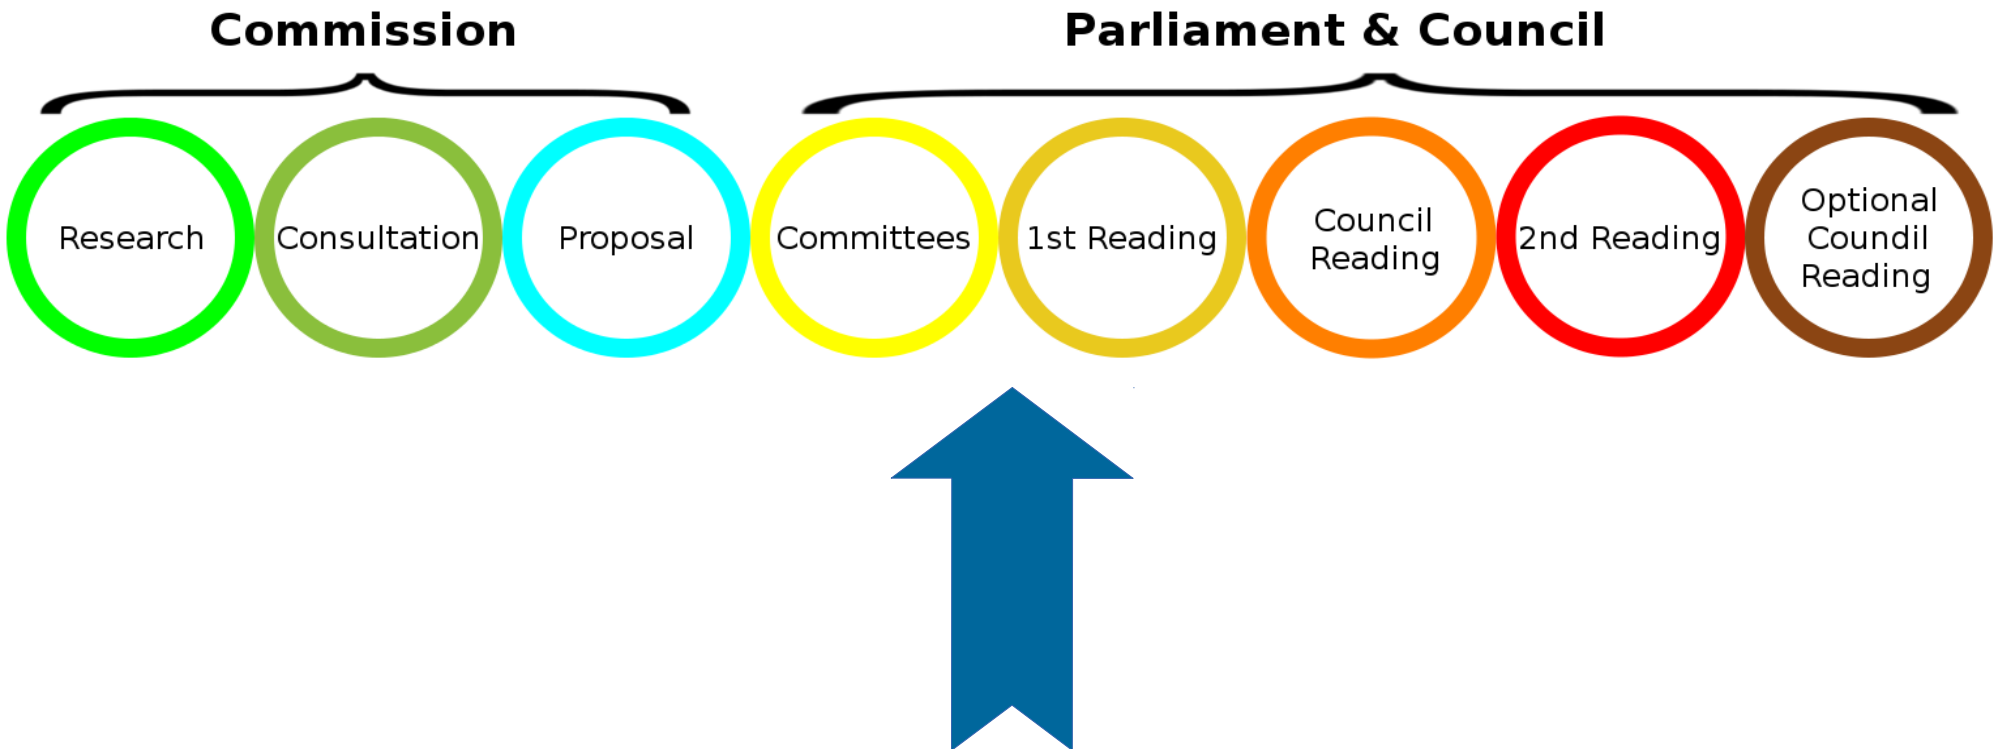 Commission
Parliament & Council
Research
Consultation
Proposal
Committees
1st Reading
Council
Reading
2nd Reading
Optional
Coundil
Reading